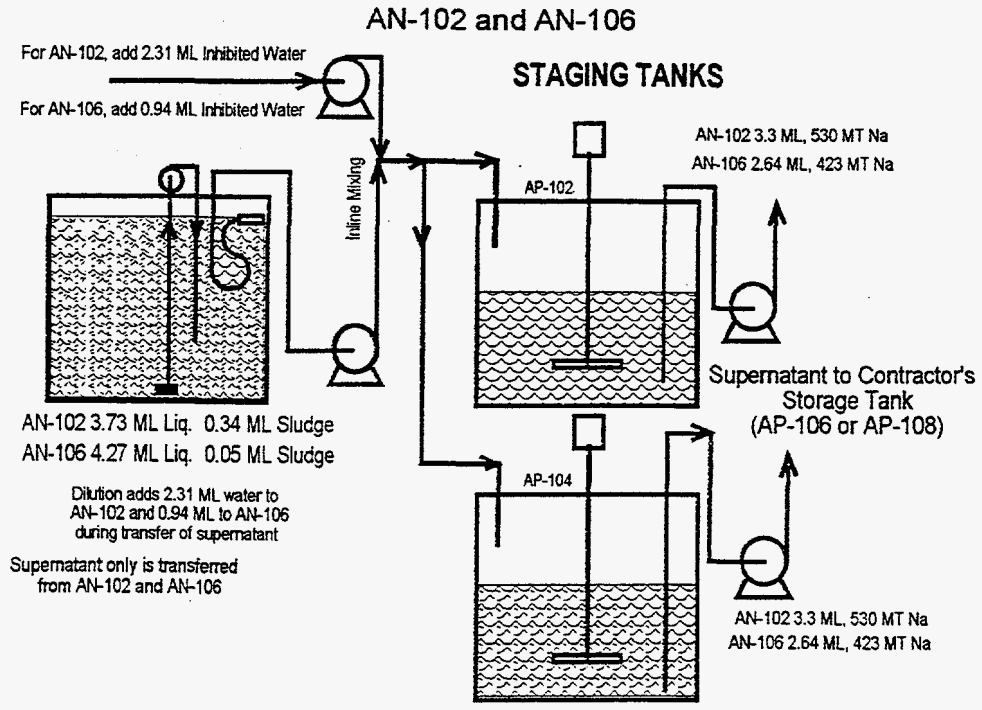 AN-102 and AN-106
For AN-102, add 2.31 ML Inhibited Water
For AN-106, add 0.94 ML Inhibited Water
STAGING TANKS
AN-102 3.3 ML, 530 MT Na
AN-106 2.64 ML, 423 MT Na
Inline Mixing
AP-102
Supernatant to Contractor's
Storage Tank
(AP-106 or AP-108)
AN-102 3.73 ML Liq. 0.34 ML Sludge
AN-106 4.27 ML Liq. 0.05 ML Sludge
Dilution adds 2.31 ML water to
AN-102 and 0.94 ML to AN-106
during transfer of supernatant
Supernatant only is transferred
from AN-102 and AN-106
AP-104
AN-102 3.3 ML, 530 MT Na
AN-106 2.64 ML, 423 MT Na